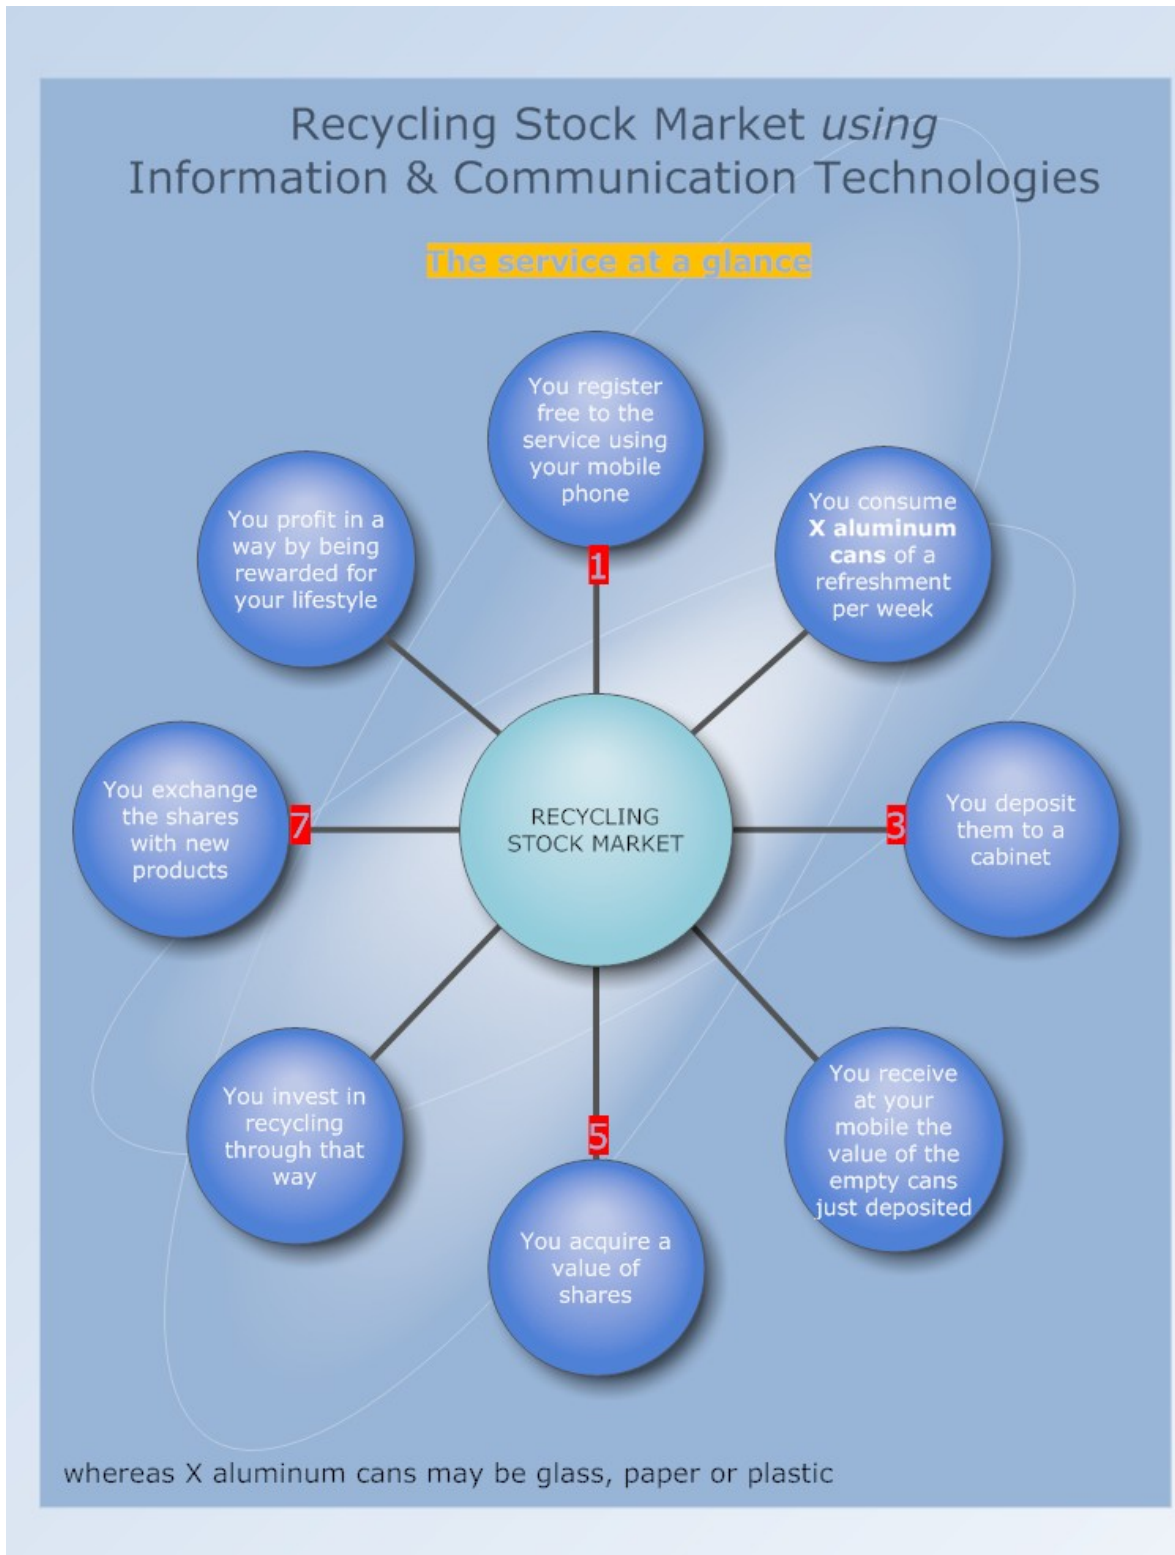 Recycling Stock Market using
Information & Communication Technologies
The service at a glance
You register
free to the
service using
your mobile
phone
1
You consume
X aluminum
cans of a
refreshment
per week
3
You deposit
them to a
cabinet
You receive
at your
mobile the
value of the
empty cans
just deposited
5
You acquire a
value of
shares
You invest in
recycling
through that
way
7
You exchange
the shares
with new
products
You profit in a
way by being
rewarded for
your lifestyle
RECYCLING
STOCK MARKET
whereas X aluminum cans may be glass, paper or plastic